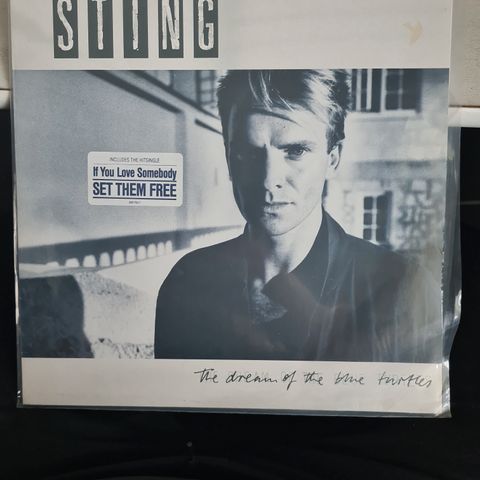 STING
INCLUDES THE HITSINGLE
If You Love Somebody
SET THEM FREE
the dream of the blue turtles